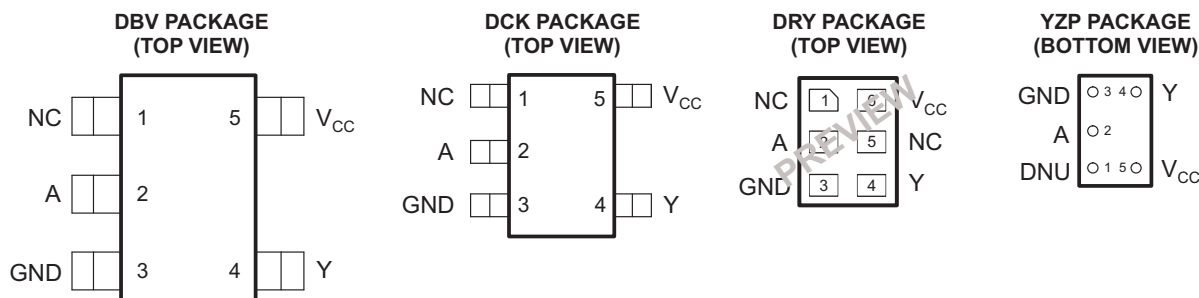 DBV PACKAGE
(TOP VIEW)
NC 1 5 VCC
A 2
GND 3 4 Y
DCK PACKAGE
(TOP VIEW)
NC 1 5 VCC
A 2
GND 3 4 Y
DRY PACKAGE
(TOP VIEW)
NC 1 6 VCC
A 2 5 NC
GND 3 4 Y
PREVIEW
YZP PACKAGE
(BOTTOM VIEW)
GND 3 4 Y
A 2
DNU 1 5 VCC